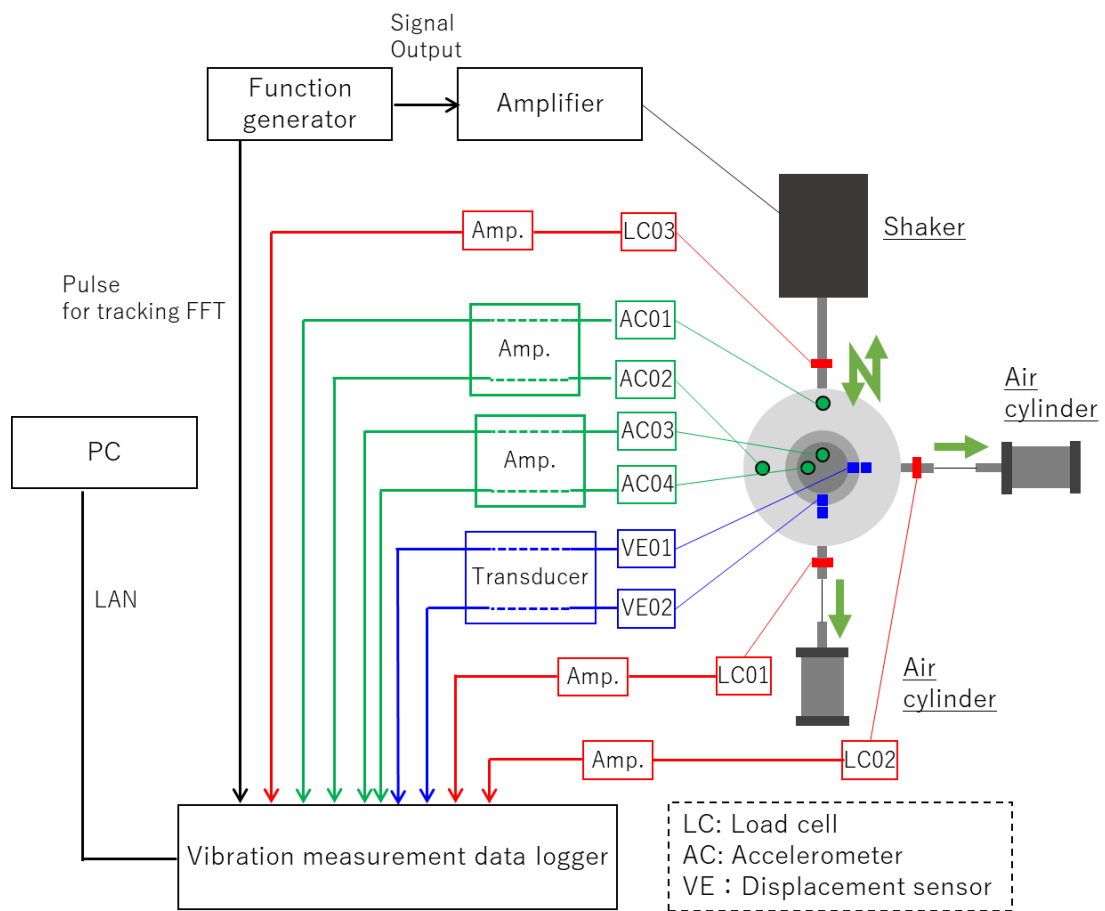 Signal
Output
Function
generator
Amplifier
Shaker
Amp.
LC03
Pulse
for tracking FFT
AC01
Amp.
AC02
Air
cylinder
PC
AC03
Amp.
AC04
VE01
Transducer
VE02
LAN
Amp.
LC01
Air
cylinder
Amp.
LC02
Vibration measurement data logger
LC: Load cell
AC: Accelerometer
VE：Displacement sensor